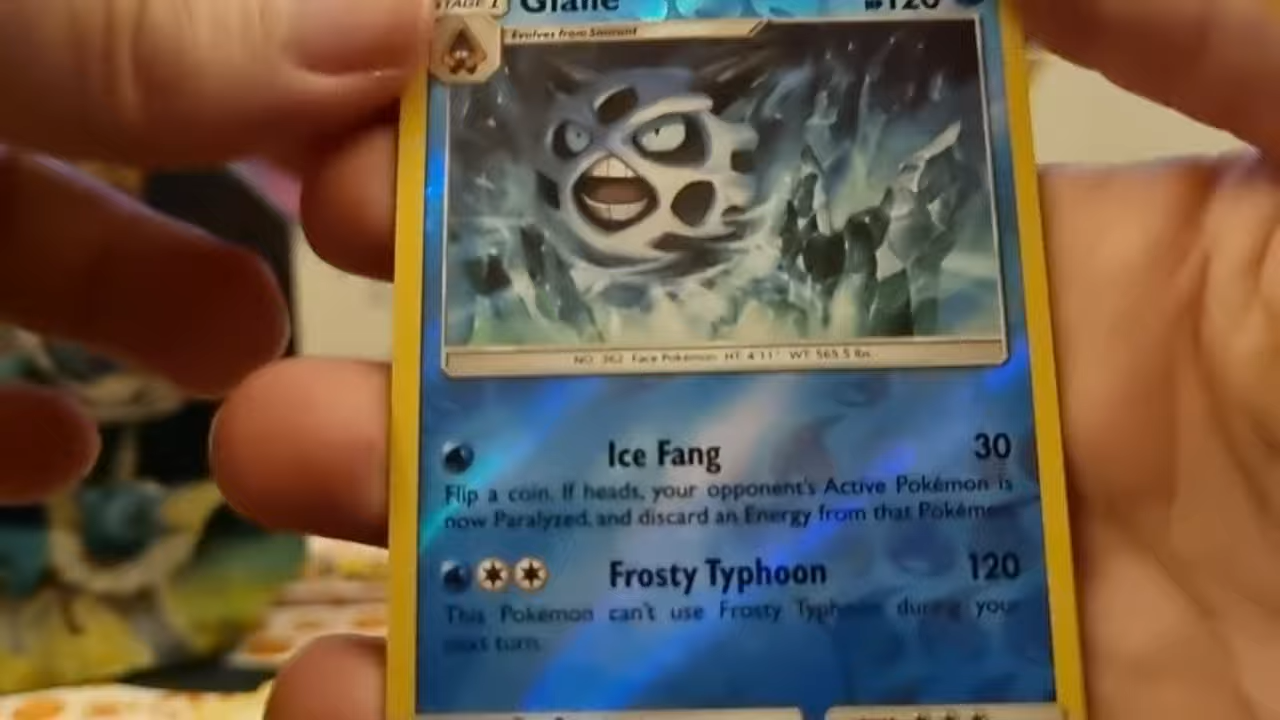 STAGE 1 Glalie HP120
Evolves from Snorunt
NO. 362 Face Pokémon HT: 4'11" WT: 565.5 lbs.
Ice Fang 30
Flip a coin. If heads, your opponent's Active Pokémon is
now Paralyzed, and discard an Energy from that Pokémon.
Frosty Typhoon 120
This Pokémon can't use Frosty Typhoon during your
next turn.